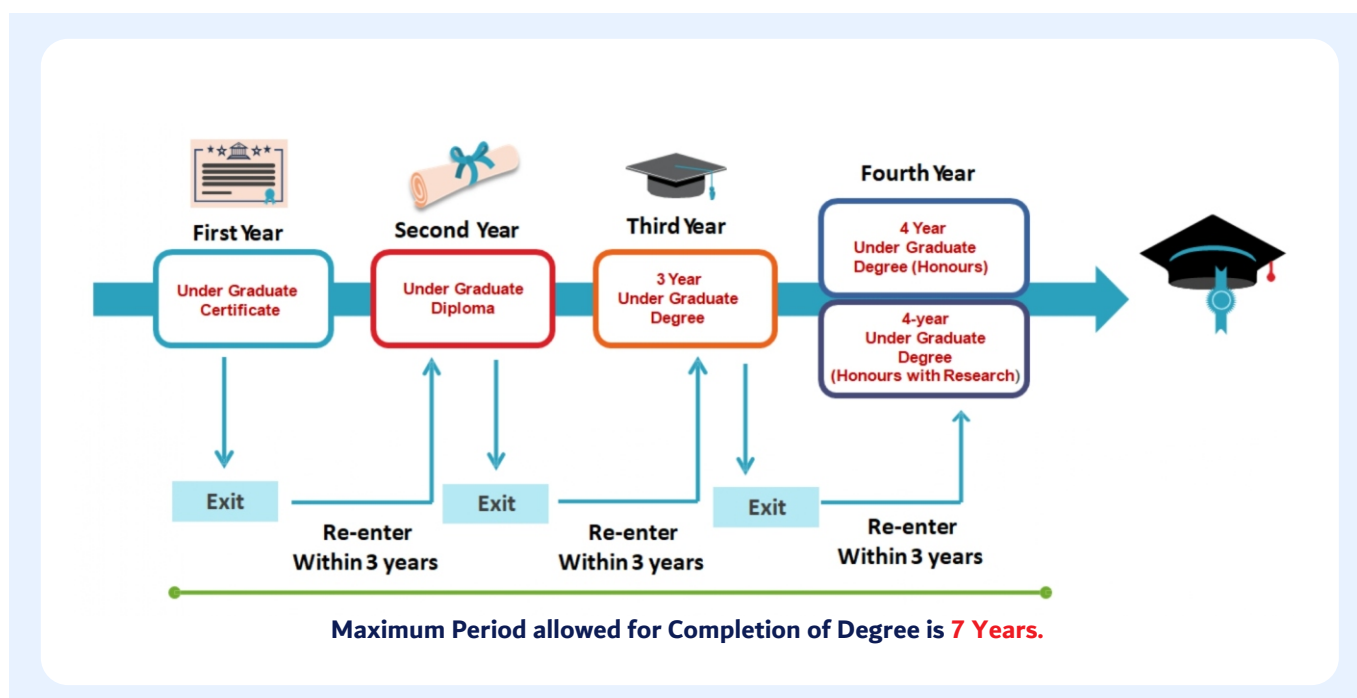 First Year
Under Graduate
Certificate
Second Year
Under Graduate
Diploma
Third Year
3 Year
Under Graduate
Degree
Fourth Year
4 Year
Under Graduate
Degree (Honours)
4-year
Under Graduate
Degree
(Honours with Research)
Exit
Re-enter
Within 3 years
Exit
Re-enter
Within 3 years
Exit
Re-enter
Within 3 years
Maximum Period allowed for Completion of Degree is 7 Years.